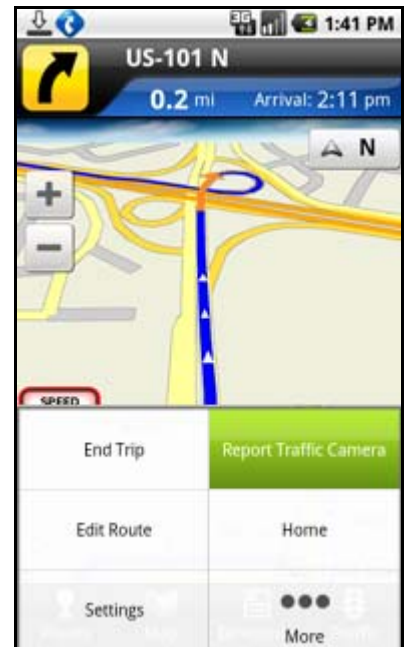 3G
1:41 PM
US-101 N
0.2 mi Arrival: 2:11 pm
N
+
−
SPEED
End Trip Report Traffic Camera
Edit Route Home
Settings
More